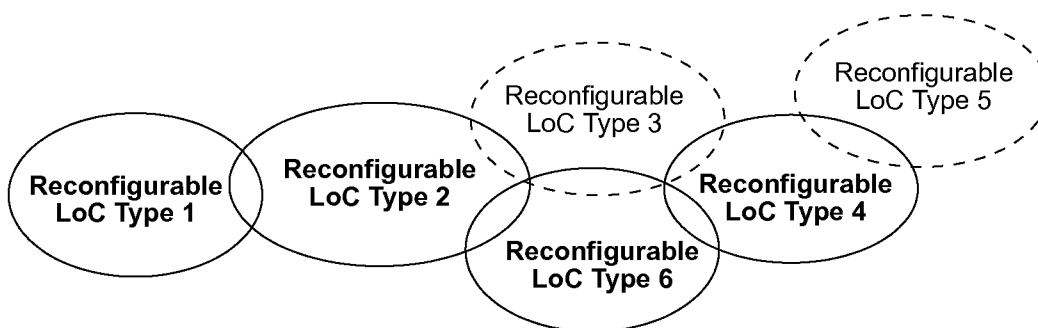 Reconfigurable
LoC Type 1
Reconfigurable
LoC Type 2
Reconfigurable
LoC Type 3
Reconfigurable
LoC Type 6
Reconfigurable
LoC Type 4
Reconfigurable
LoC Type 5